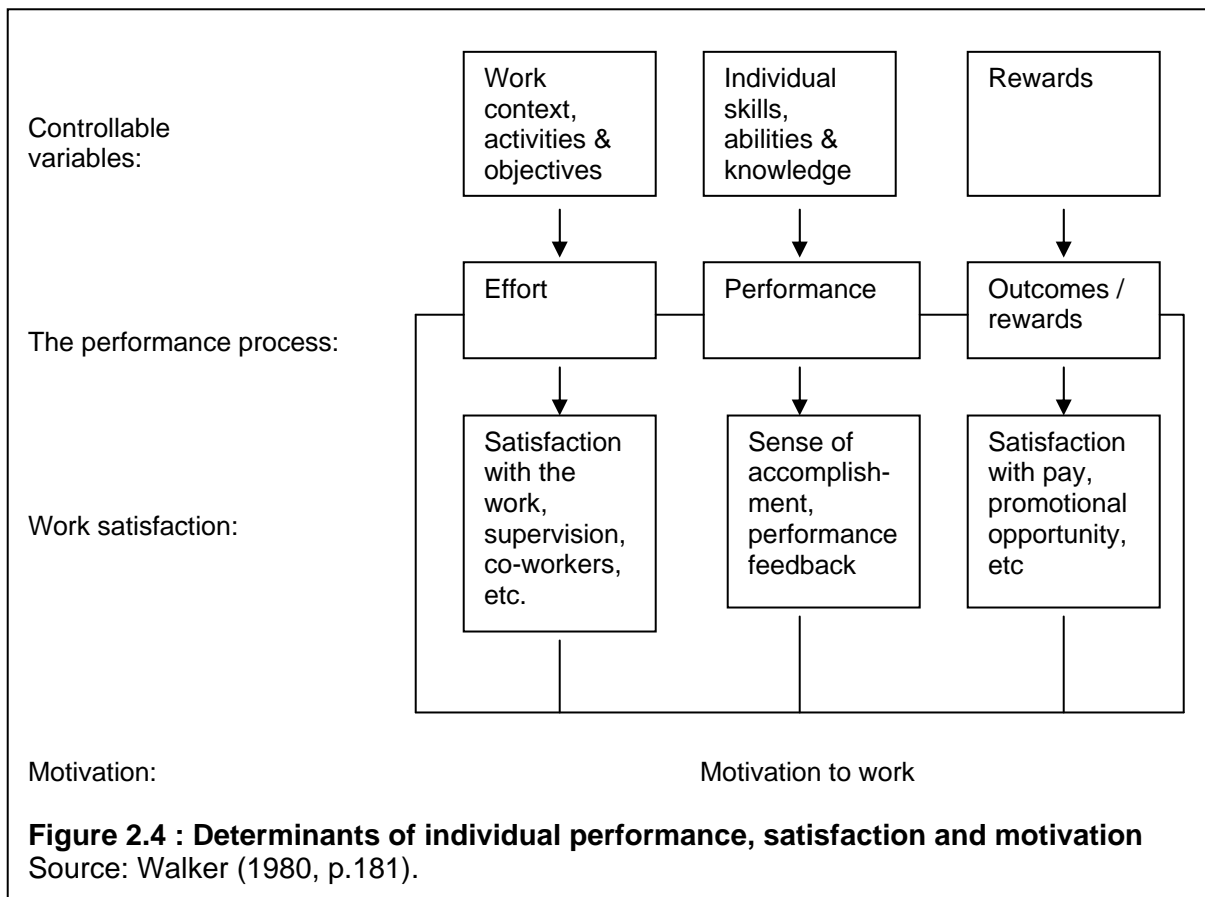 Controllable
variables:
Work
context,
activities &
objectives
Individual
skills,
abilities &
knowledge
Rewards
The performance process:
Effort
Performance
Outcomes /
rewards
Work satisfaction:
Satisfaction
with the
work,
supervision,
co-workers,
etc.
Sense of
accomplish-
ment,
performance
feedback
Satisfaction
with pay,
promotional
opportunity,
etc
Motivation:
Motivation to work
Figure 2.4 : Determinants of individual performance, satisfaction and motivation
Source: Walker (1980, p.181).